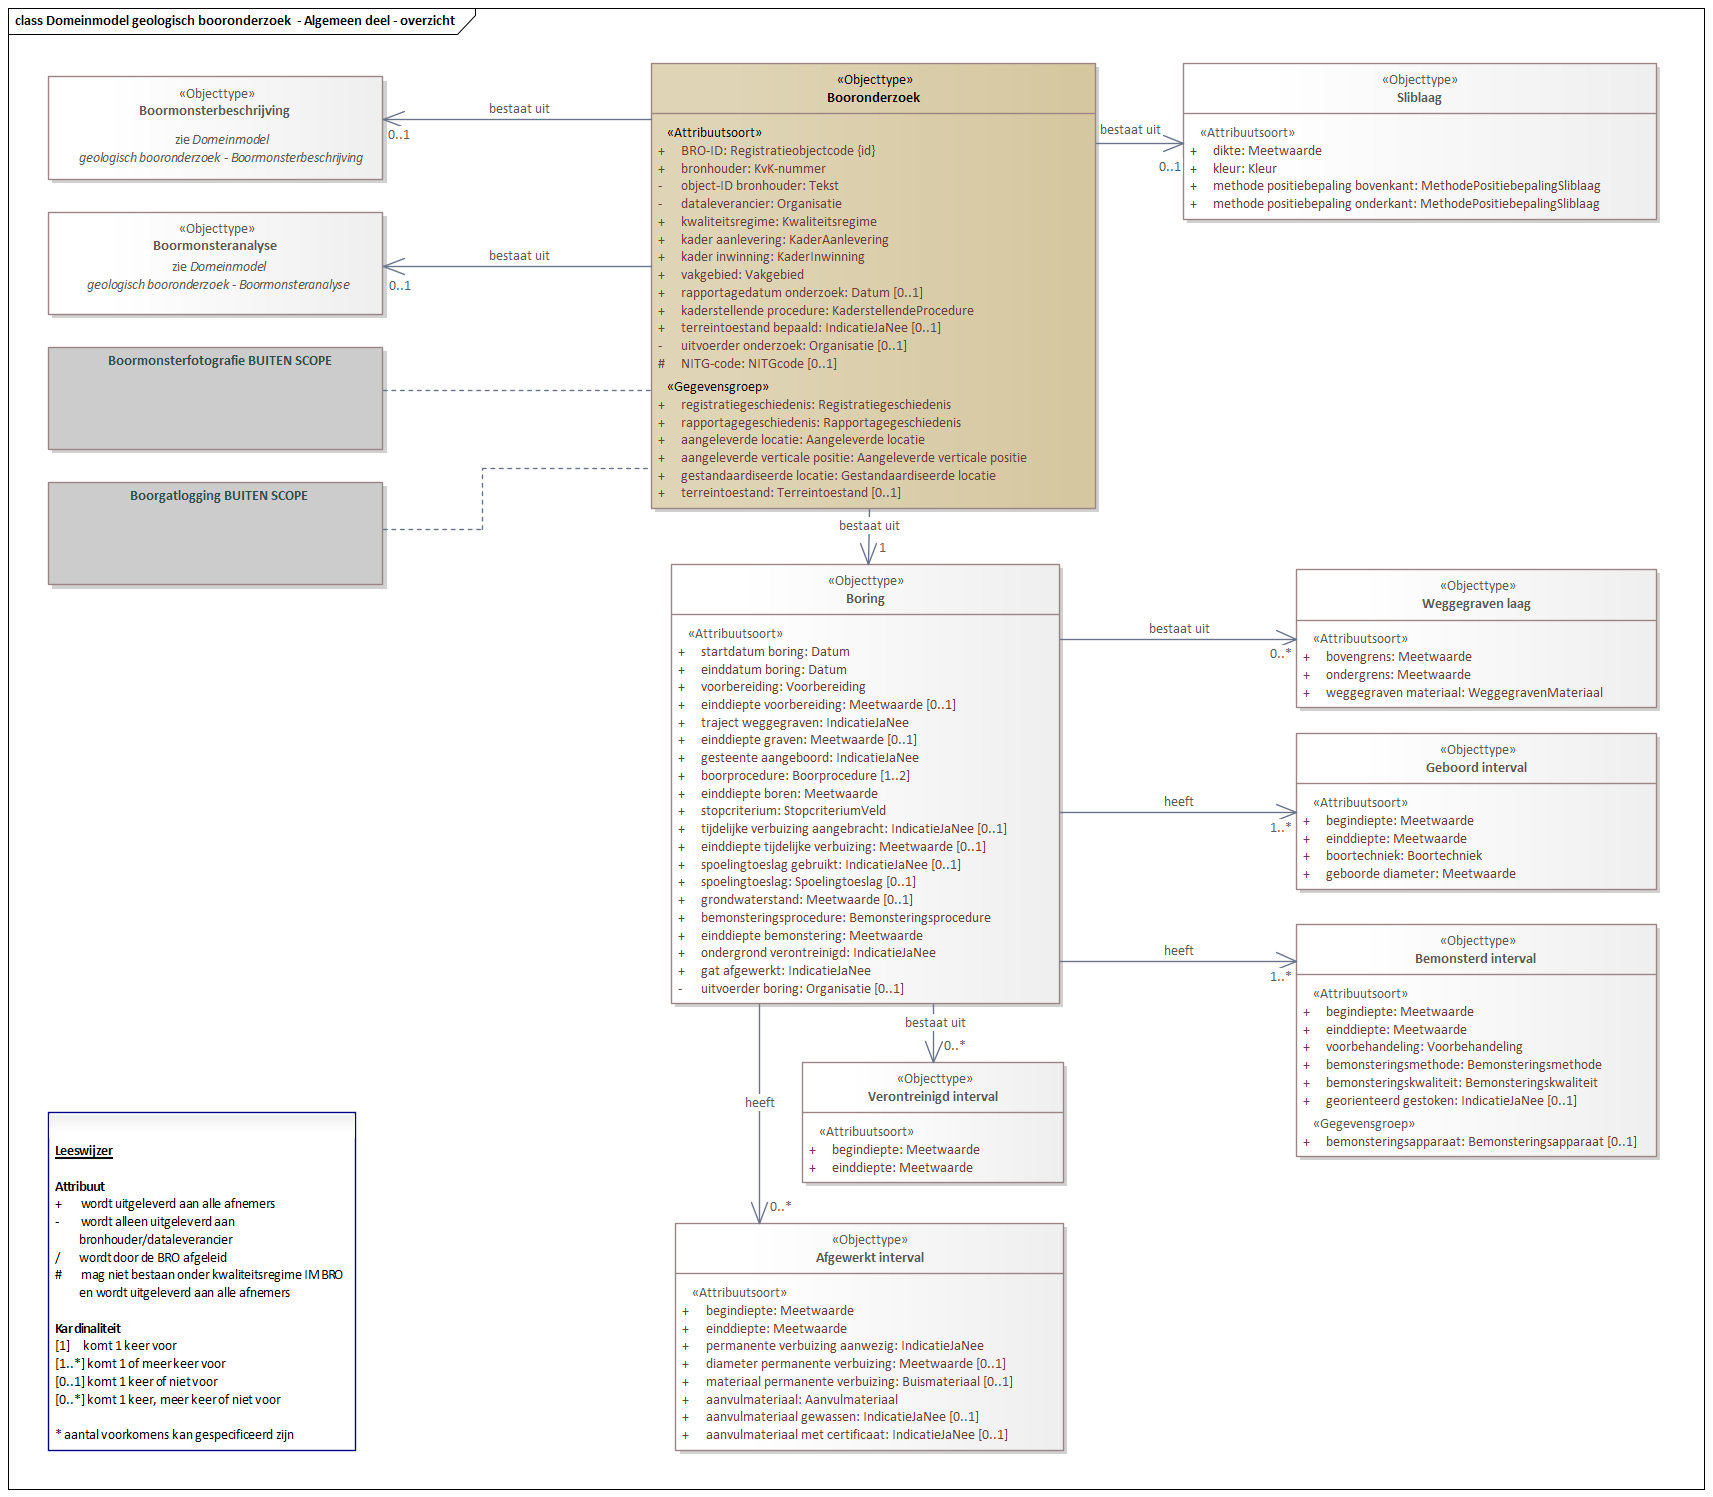 class Domeinmodel geologisch booronderzoek - Algemeen deel - overzicht
«Objecttype»
Boormonsterbeschrijving
zie Domeinmodel
geologisch booronderzoek - Boormonsterbeschrijving
bestaat uit
0..1
«Objecttype»
Boormonsteranalyse
zie Domeinmodel
geologisch booronderzoek - Boormonsteranalyse
bestaat uit
0..1
Boormonsterfotografie BUITEN SCOPE
Boorgatlogging BUITEN SCOPE
«Objecttype»
Booronderzoek
«Attribuutsoort»
+ BRO-ID: Registratieobjectcode {id}
+ bronhouder: KvK-nummer
- object-ID bronhouder: Tekst
- dataleverancier: Organisatie
+ kwaliteitsregime: Kwaliteitsregime
+ kader aanlevering: KaderAanlevering
+ kader inwinning: KaderInwinning
+ vakgebied: Vakgebied
+ rapportagedatum onderzoek: Datum [0..1]
+ kaderstellende procedure: KaderstellendeProcedure
+ terreintoestand bepaald: IndicatieJaNee [0..1]
- uitvoerder onderzoek: Organisatie [0..1]
# NITG-code: NITGcode [0..1]
«Gegevensgroep»
+ registratiegeschiedenis: Registratiegeschiedenis
+ rapportagegeschiedenis: Rapportagegeschiedenis
+ aangeleverde locatie: Aangeleverde locatie
+ aangeleverde verticale positie: Aangeleverde verticale positie
+ gestandaardiseerde locatie: Gestandaardiseerde locatie
+ terreintoestand: Terreintoestand [0..1]
bestaat uit
0..1
«Objecttype»
Sliblaag
«Attribuutsoort»
+ dikte: Meetwaarde
+ kleur: Kleur
+ methode positiebepaling bovenkant: MethodePositiebepalingSliblaag
+ methode positiebepaling onderkant: MethodePositiebepalingSliblaag
bestaat uit
1
«Objecttype»
Boring
«Attribuutsoort»
+ startdatum boring: Datum
+ einddatum boring: Datum
+ voorbereiding: Voorbereiding
+ einddiepte voorbereiding: Meetwaarde [0..1]
+ traject weggegraven: IndicatieJaNee
+ einddiepte graven: Meetwaarde [0..1]
+ gesteente aangeboord: IndicatieJaNee
+ boorprocedure: Boorprocedure [1..2]
+ einddiepte boren: Meetwaarde
+ stopcriterium: StopcriteriumVeld
+ tijdelijke verbuizing aangebracht: IndicatieJaNee [0..1]
+ einddiepte tijdelijke verbuizing: Meetwaarde [0..1]
+ spoelingtoeslag gebruikt: IndicatieJaNee [0..1]
+ spoelingtoeslag: Spoelingtoeslag [0..1]
+ grondwaterstand: Meetwaarde [0..1]
+ bemonsteringsprocedure: Bemonsteringsprocedure
+ einddiepte bemonstering: Meetwaarde
+ ondergrond verontreinigd: IndicatieJaNee
+ gat afgewerkt: IndicatieJaNee
- uitvoerder boring: Organisatie [0..1]
bestaat uit
0..*
«Objecttype»
Weggegraven laag
«Attribuutsoort»
+ bovengrens: Meetwaarde
+ ondergrens: Meetwaarde
+ weggegraven materiaal: WeggegravenMateriaal
heeft
1..*
«Objecttype»
Geboord interval
«Attribuutsoort»
+ begindiepte: Meetwaarde
+ einddiepte: Meetwaarde
+ boortechniek: Boortechniek
+ geboorde diameter: Meetwaarde
heeft
1..*
«Objecttype»
Bemonsterd interval
«Attribuutsoort»
+ begindiepte: Meetwaarde
+ einddiepte: Meetwaarde
+ voorbehandeling: Voorbehandeling
+ bemonsteringsmethode: Bemonsteringsmethode
+ bemonsteringskwaliteit: Bemonsteringskwaliteit
+ georienteerd gestoken: IndicatieJaNee [0..1]
«Gegevensgroep»
+ bemonsteringsapparaat: Bemonsteringsapparaat [0..1]
bestaat uit
0..*
«Objecttype»
Verontreinigd interval
«Attribuutsoort»
+ begindiepte: Meetwaarde
+ einddiepte: Meetwaarde
heeft
0..*
«Objecttype»
Afgewerkt interval
«Attribuutsoort»
+ begindiepte: Meetwaarde
+ einddiepte: Meetwaarde
+ permanente verbuizing aanwezig: IndicatieJaNee
+ diameter permanente verbuizing: Meetwaarde [0..1]
+ materiaal permanente verbuizing: Buismateriaal [0..1]
+ aanvulmateriaal: Aanvulmateriaal
+ aanvulmateriaal gewassen: IndicatieJaNee [0..1]
+ aanvulmateriaal met certificaat: IndicatieJaNee [0..1]
Leeswijzer
Attribuut
+ wordt uitgeleverd aan alle afnemers
- wordt alleen uitgeleverd aan
bronhouder/dataleverancier
/ wordt door de BRO afgeleid
# mag niet bestaan onder kwaliteitsregime IMBRO
en wordt uitgeleverd aan alle afnemers
Kardinaliteit
[1] komt 1 keer voor
[1..*] komt 1 of meer keer voor
[0..1] komt 1 keer of niet voor
[0..*] komt 1 keer, meer keer of niet voor
* aantal voorkomens kan gespecificeerd zijn